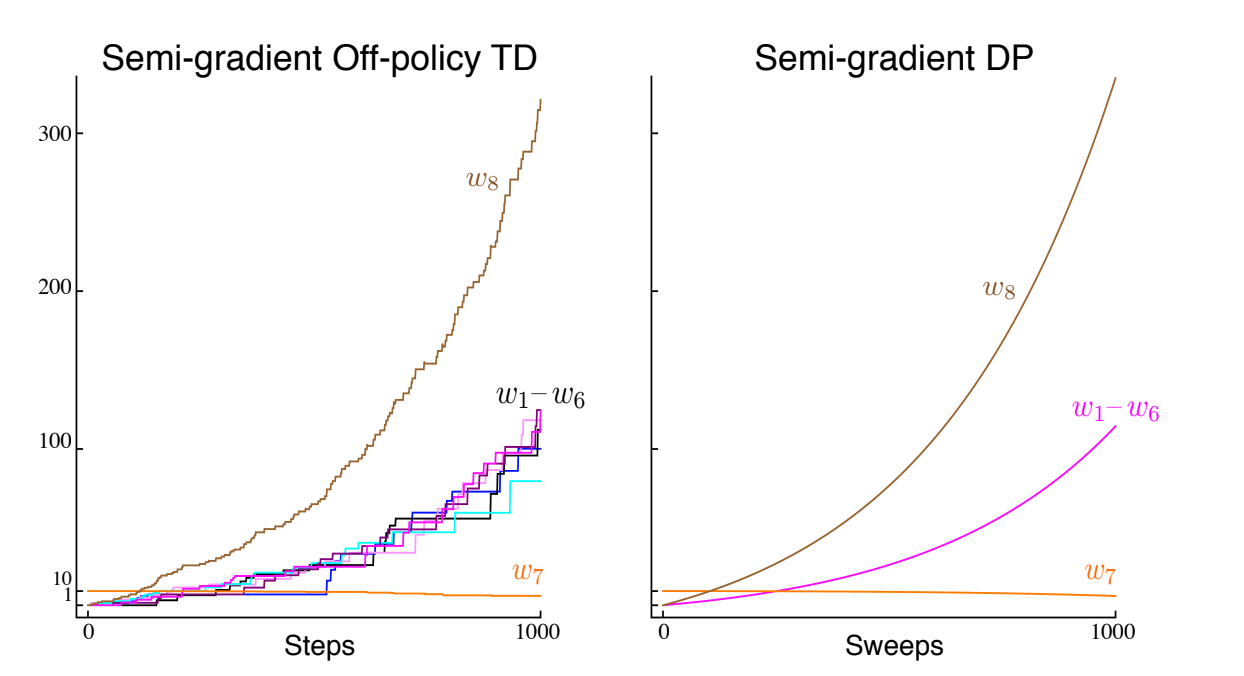 Semi-gradient Off-policy TD
Semi-gradient DP
300
200
100
10
1
w8
w1–w6
w7
0
1000
Steps
w8
w1–w6
w7
0
1000
Sweeps